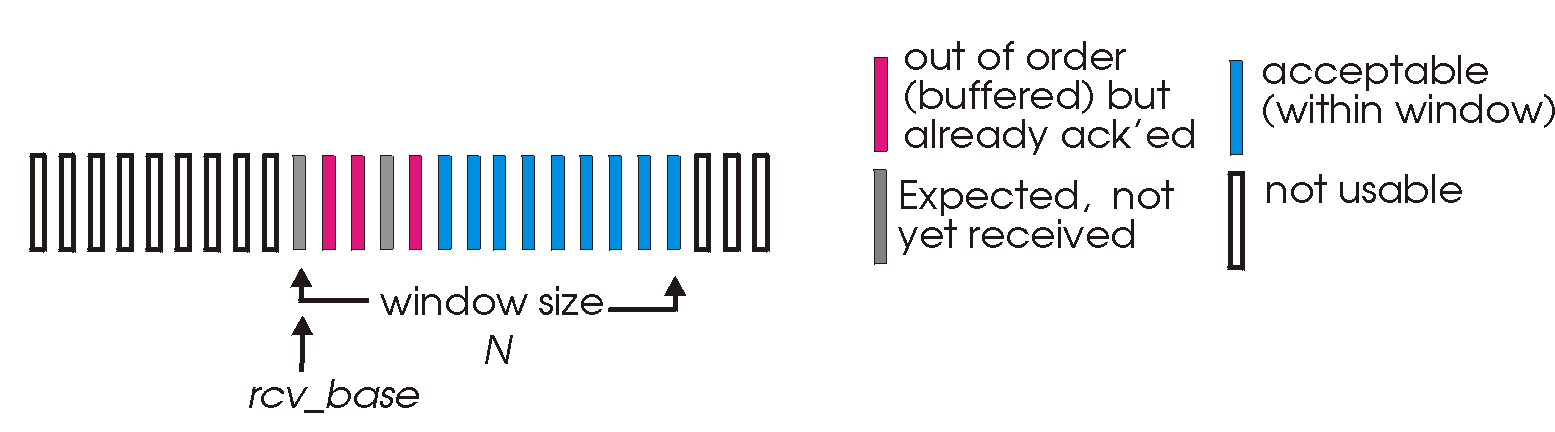 out of order
(buffered) but
already ack’ed
acceptable
(within window)
Expected, not
yet received
not usable
window size
N
rcv_base